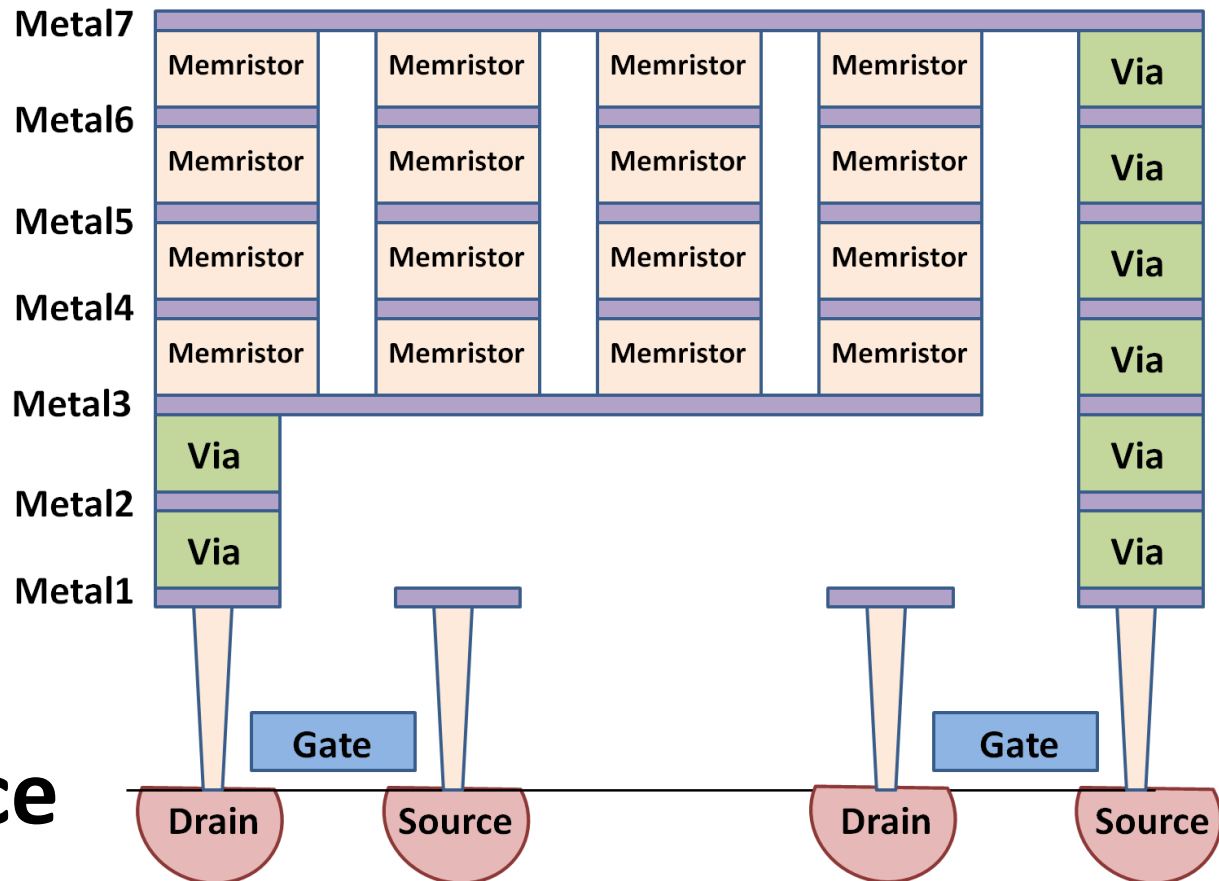 Metal7
Memristor Memristor Memristor Memristor Via
Metal6
Memristor Memristor Memristor Memristor Via
Metal5
Memristor Memristor Memristor Memristor Via
Metal4
Memristor Memristor Memristor Memristor Via
Metal3
Via Via
Metal2
Via Via
Metal1
Gate Gate
ce
Drain Source Drain Source